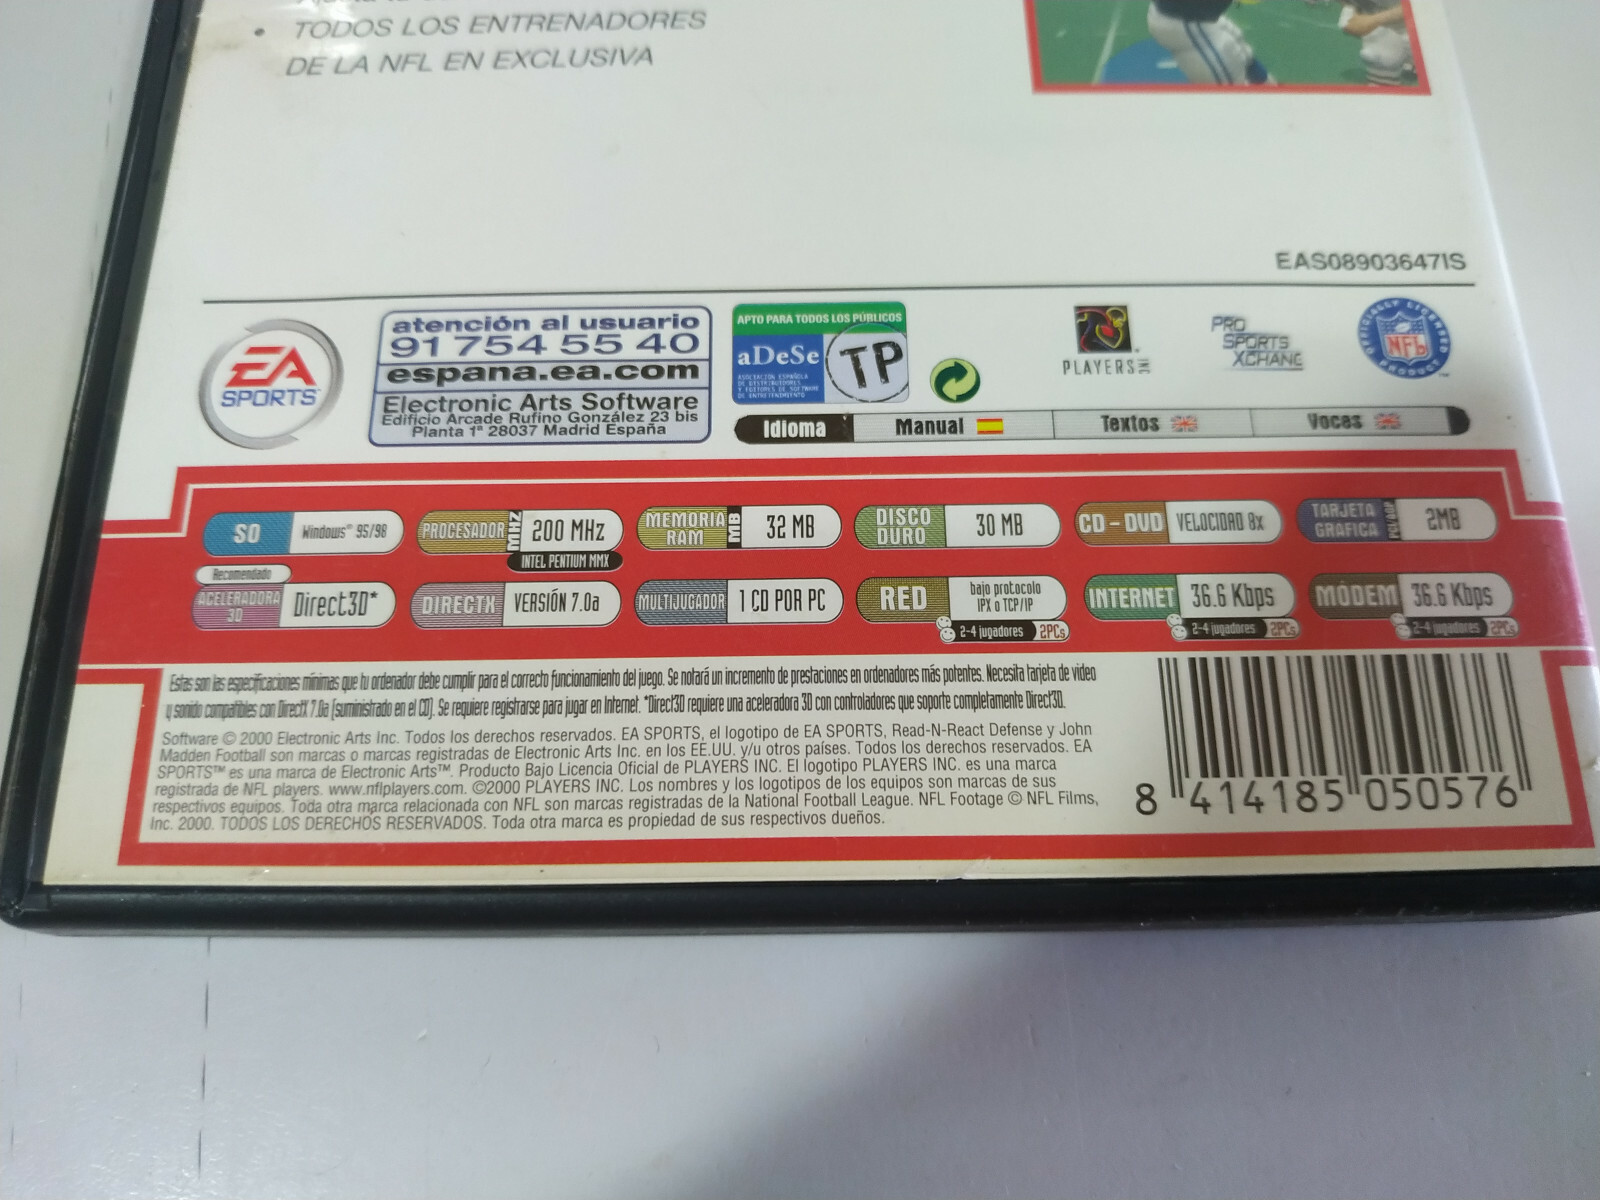 TODOS LOS ENTRENADORES
DE LA NFL EN EXCLUSIVA
EAS08903647IS
EA
SPORTS
atención al usuario
91 754 55 40
espana.ea.com
Electronic Arts Software
Edificio Arcade Rufino González 23 bis
Planta 1ª 28037 Madrid España
APTO PARA TODOS LOS PÚBLICOS
aDeSe
ASOCIACIÓN ESPAÑOLA
DE DISTRIBUIDORES
Y EDITORES DE SOFTWARE
DE ENTRETENIMIENTO
TP
PLAYERS INC
PRO
SPORTS
XCHANG
OFFICIALLY LICENSED
NFL
PRODUCT
Idioma Manual Textos Voces
SO Windows® 95/98
PROCESADOR MHZ 200 MHz
INTEL PENTIUM MMX
MEMORIA RAM MB 32 MB
DISCO DURO 30 MB
CD-DVD VELOCIDAD 8x
TARJETA GRAFICA PCI,AGP 2MB
Recomendado
ACELERADORA 3D Direct3D*
DIRECTX VERSIÓN 7.0a
MULTIJUGADOR 1 CD POR PC
RED bajo protocolo IPX o TCP/IP
2-4 jugadores 2PCs
INTERNET 36.6 Kbps
2-4 jugadores 2PCs
MÓDEM 36.6 Kbps
2-4 jugadores 2PCs
Estas son las especificaciones mínimas que tu ordenador debe cumplir para el correcto funcionamiento del juego. Se notará un incremento de prestaciones en ordenadores más potentes. Necesita tarjeta de video
y sonido compatibles con DirectX 7.0a (suministrado en el CD). Se requiere registrarse para jugar en Internet. *Direct3D requiere una aceleradora 3D con controladores que soporte completamente Direct3D.
Software © 2000 Electronic Arts Inc. Todos los derechos reservados. EA SPORTS, el logotipo de EA SPORTS, Read-N-React Defense y John
Madden Football son marcas o marcas registradas de Electronic Arts Inc. en los EE.UU. y/u otros países. Todos los derechos reservados. EA
SPORTS™ es una marca de Electronic Arts™. Producto Bajo Licencia Oficial de PLAYERS INC. El logotipo PLAYERS INC. es una marca
registrada de NFL players. www.nflplayers.com. ©2000 PLAYERS INC. Los nombres y los logotipos de los equipos son marcas de sus
respectivos equipos. Toda otra marca relacionada con NFL son marcas registradas de la National Football League. NFL Footage © NFL Films,
Inc. 2000. TODOS LOS DERECHOS RESERVADOS. Toda otra marca es propiedad de sus respectivos dueños.
8 414185 050576